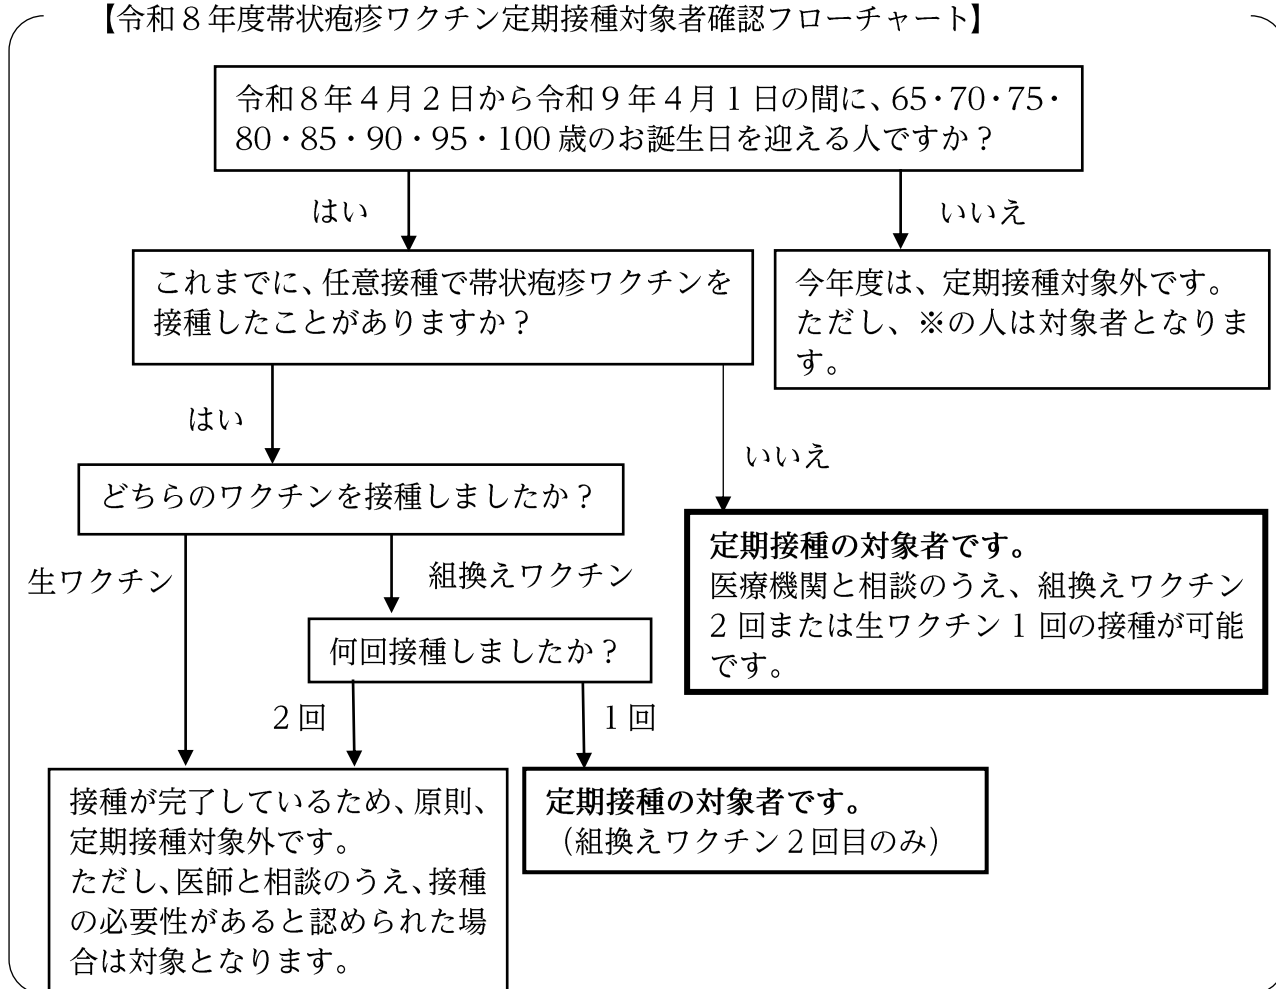 【令和８年度帯状疱疹ワクチン定期接種対象者確認フローチャート】
令和８年４月２日から令和９年４月１日の間に、65・70・75・
80・85・90・95・100歳のお誕生日を迎える人ですか？
はい
いいえ
これまでに、任意接種で帯状疱疹ワクチンを
接種したことがありますか？
今年度は、定期接種対象外です。
ただし、※の人は対象者となりま
す。
はい
いいえ
どちらのワクチンを接種しましたか？
定期接種の対象者です。
医療機関と相談のうえ、組換えワクチン
２回または生ワクチン１回の接種が可能
です。
生ワクチン
組換えワクチン
何回接種しましたか？
２回
１回
接種が完了しているため、原則、
定期接種対象外です。
ただし、医師と相談のうえ、接種
の必要性があると認められた場
合は対象となります。
定期接種の対象者です。
（組換えワクチン２回目のみ）